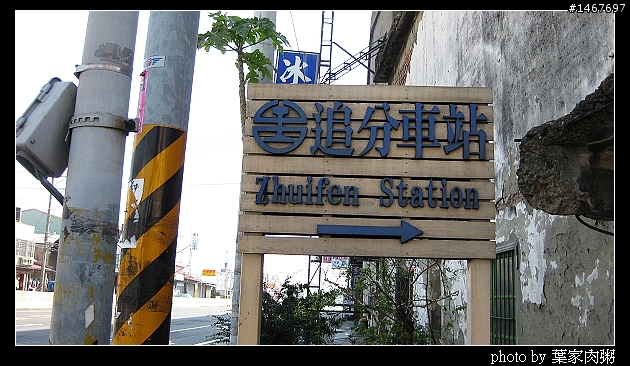 #1467697
冰
追分車站
Zhuifen Station
photo by 葉家肉粥